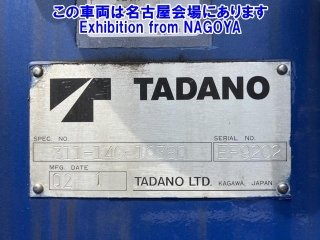 この車両は名古屋会場にあります
Exhibition from NAGOYA
TADANO
SPEC. NO.
SERIAL NO.
MFG. DATE
TADANO LTD. KAGAWA, JAPAN